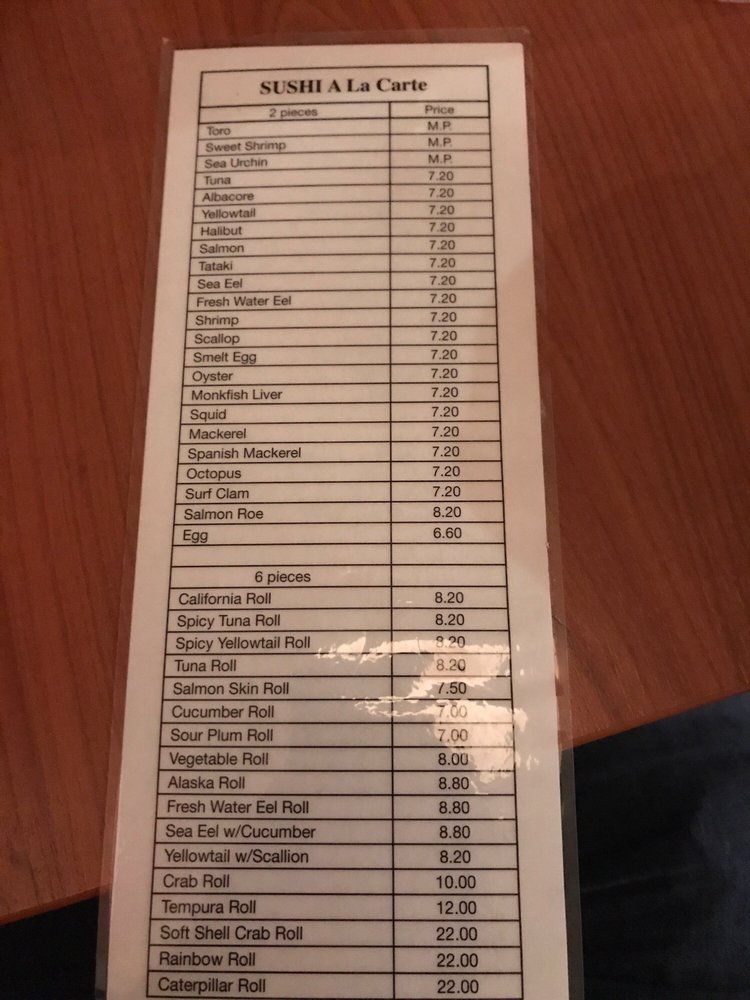 SUSHI A La Carte
2 pieces Price
Toro M.P.
Sweet Shrimp M.P.
Sea Urchin M.P.
Tuna 7.20
Albacore 7.20
Yellowtail 7.20
Halibut 7.20
Salmon 7.20
Tataki 7.20
Sea Eel 7.20
Fresh Water Eel 7.20
Shrimp 7.20
Scallop 7.20
Smelt Egg 7.20
Oyster 7.20
Monkfish Liver 7.20
Squid 7.20
Mackerel 7.20
Spanish Mackerel 7.20
Octopus 7.20
Surf Clam 7.20
Salmon Roe 8.20
Egg 6.60
6 pieces
California Roll 8.20
Spicy Tuna Roll 8.20
Spicy Yellowtail Roll 8.20
Tuna Roll 8.20
Salmon Skin Roll 7.50
Cucumber Roll 7.00
Sour Plum Roll 7.00
Vegetable Roll 8.00
Alaska Roll 8.80
Fresh Water Eel Roll 8.80
Sea Eel w/Cucumber 8.80
Yellowtail w/Scallion 8.20
Crab Roll 10.00
Tempura Roll 12.00
Soft Shell Crab Roll 22.00
Rainbow Roll 22.00
Caterpillar Roll 22.00